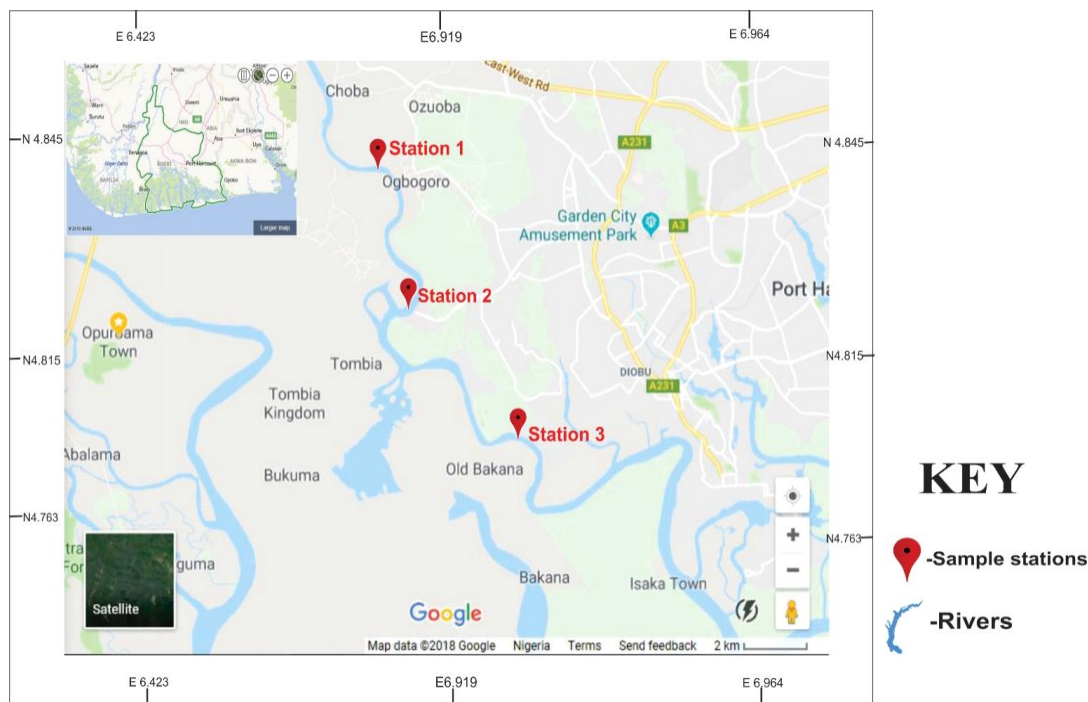 E 6.423
E6.919
E 6.964
East-West Rd
Choba
Ozuoba
N 4.845
N 4.845
A231
Station 1
Ogbogoro
Garden City
Amusement Park
A3
Larger map
Station 2
Port Ha
Opuroama
Town
N4.815
N4.815
Tombia
DIOBU
A231
Tombia
Kingdom
Station 3
Abalama
Bukuma
Old Bakana
KEY
N4.763
N4.763
tra
For
guma
-Sample stations
Bakana
Isaka Town
Satellite
Google
-Rivers
Map data ©2018 Google
Nigeria
Terms
Send feedback
2 km
E 6.423
E6.919
E 6.964